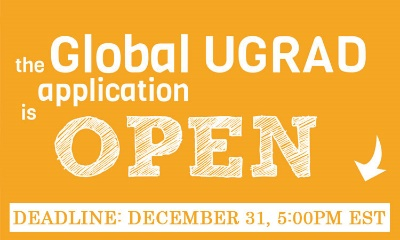 the Global UGRAD
application
is
OPEN
DEADLINE: DECEMBER 31, 5:00PM EST